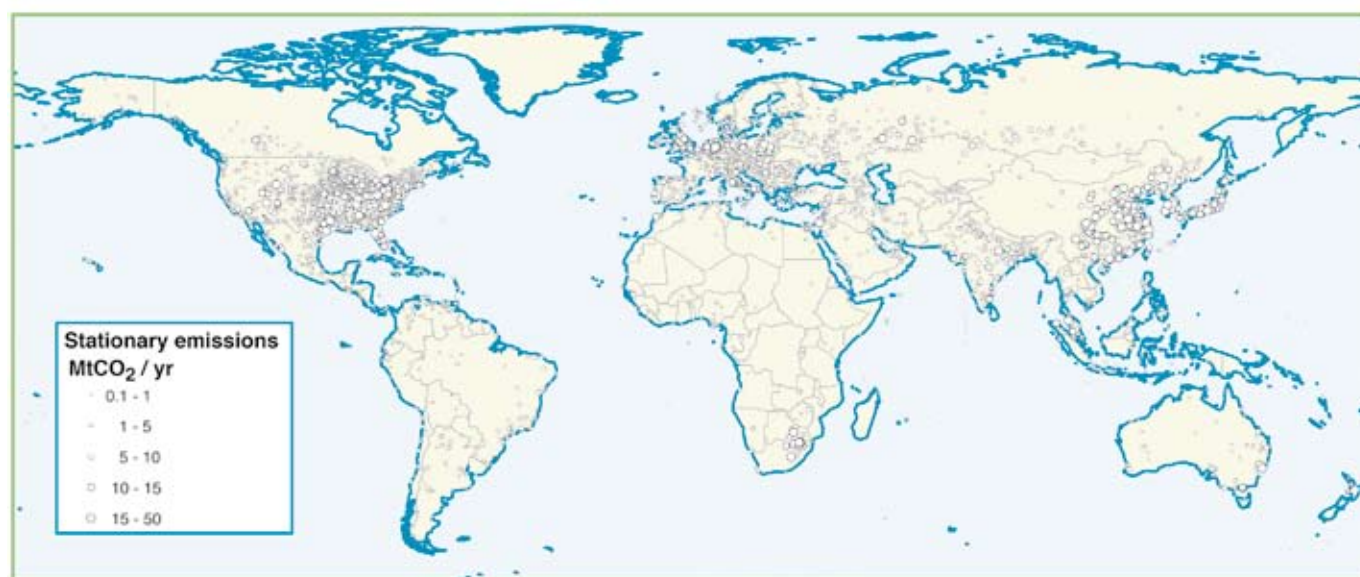 Stationary emissions
MtCO₂ / yr
0.1 - 1
1 - 5
5 - 10
10 - 15
15 - 50